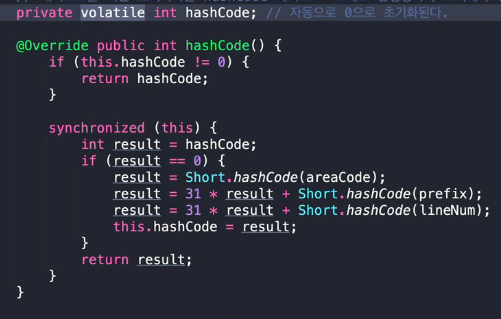 private volatile int hashCode; // 자동으로 0으로 초기화된다.
@Override public int hashCode() {
if (this.hashCode != 0) {
return hashCode;
}
synchronized (this) {
int result = hashCode;
if (result == 0) {
result = Short.hashCode(areaCode);
result = 31 * result + Short.hashCode(prefix);
result = 31 * result + Short.hashCode(lineNum);
this.hashCode = result;
}
return result;
}
}